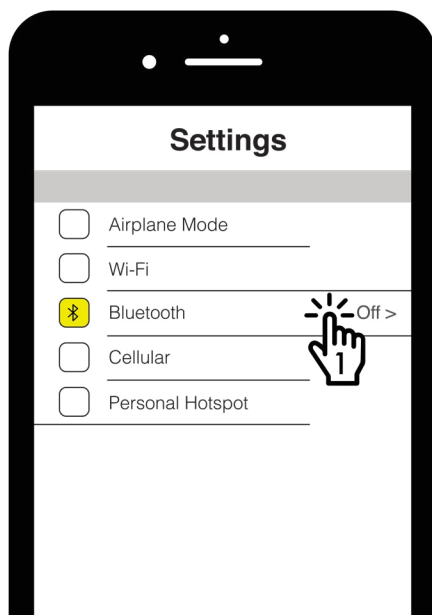 Settings
Airplane Mode
Wi-Fi
Bluetooth Off >
1
Cellular
Personal Hotspot